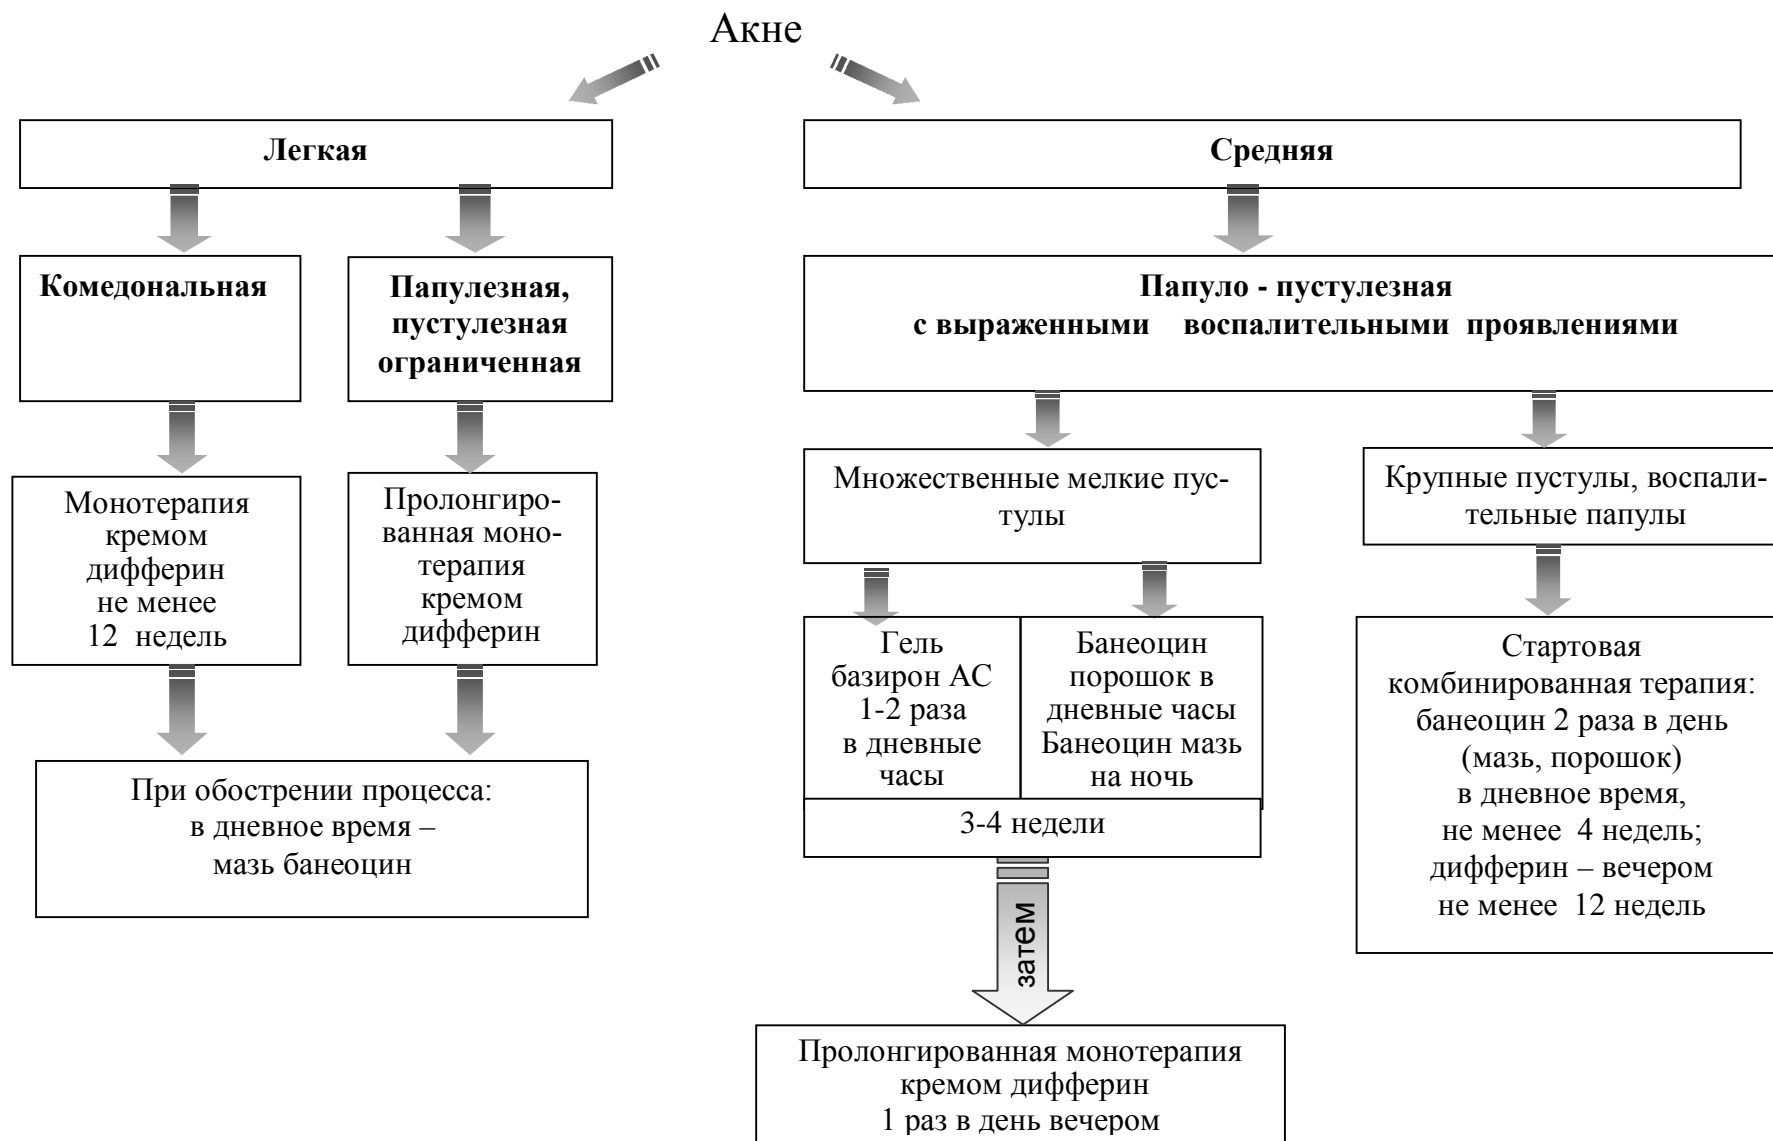 Акне
Легкая
Средняя
Комедональная
Папулезная,
пустулезная
ограниченная
Папуло - пустулезная
с выраженными воспалительными проявлениями
Монотерапия
кремом
дифферин
не менее
12 недель
Пролонгиро-
ванная моно-
терапия
кремом
дифферин
При обострении процесса:
в дневное время –
мазь банеоцин
Множественные мелкие пус-
тулы
Крупные пустулы, воспали-
тельные папулы
Гель
базирон АС
1-2 раза
в дневные
часы
Банеоцин
порошок в
дневные часы
Банеоцин мазь
на ночь
3-4 недели
Стартовая
комбинированная терапия:
банеоцин 2 раза в день
(мазь, порошок)
в дневное время,
не менее 4 недель;
дифферин – вечером
не менее 12 недель
затем
Пролонгированная монотерапия
кремом дифферин
1 раз в день вечером